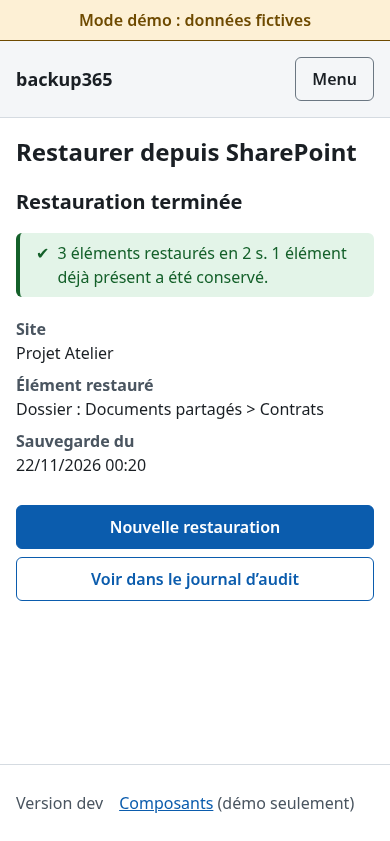 Mode démo : données fictives
backup365
Menu
Restaurer depuis SharePoint
Restauration terminée
✔ 3 éléments restaurés en 2 s. 1 élément
déjà présent a été conservé.
Site
Projet Atelier
Élément restauré
Dossier : Documents partagés > Contrats
Sauvegarde du
22/11/2026 00:20
Nouvelle restauration
Voir dans le journal d’audit
Version dev Composants (démo seulement)